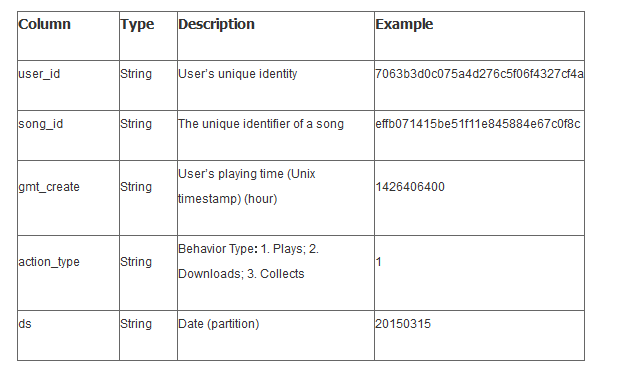 Column Type Description Example
user_id String User's unique identity 7063b3d0c075a4d276c5f06f4327cf4a
song_id String The unique identifier of a song effb071415be51f11e845884e67c0f8c
gmt_create String User's playing time (Unix
timestamp) (hour) 1426406400
action_type String Behavior Type: 1. Plays; 2.
Downloads; 3. Collects 1
ds String Date (partition) 20150315